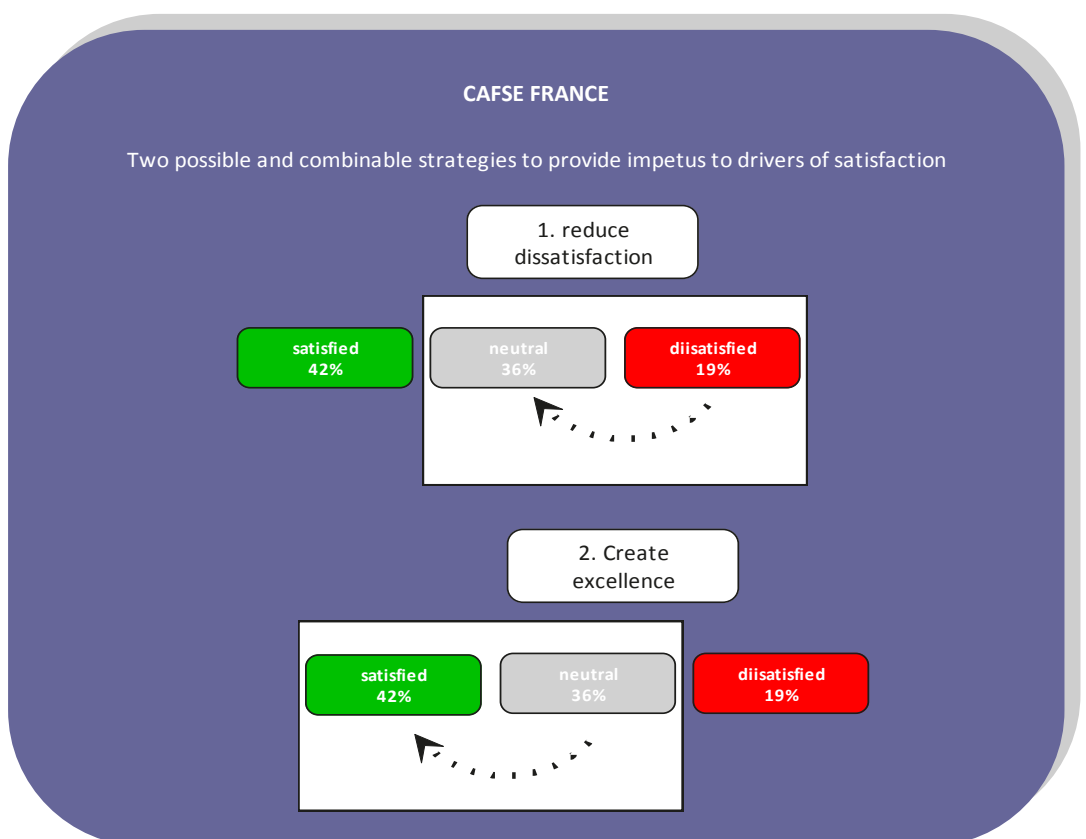 CAFSE FRANCE
Two possible and combinable strategies to provide impetus to drivers of satisfaction
1. reduce
dissatisfaction
satisfied
42%
neutral
36%
diisatisfied
19%
2. Create
excellence
satisfied
42%
neutral
36%
diisatisfied
19%